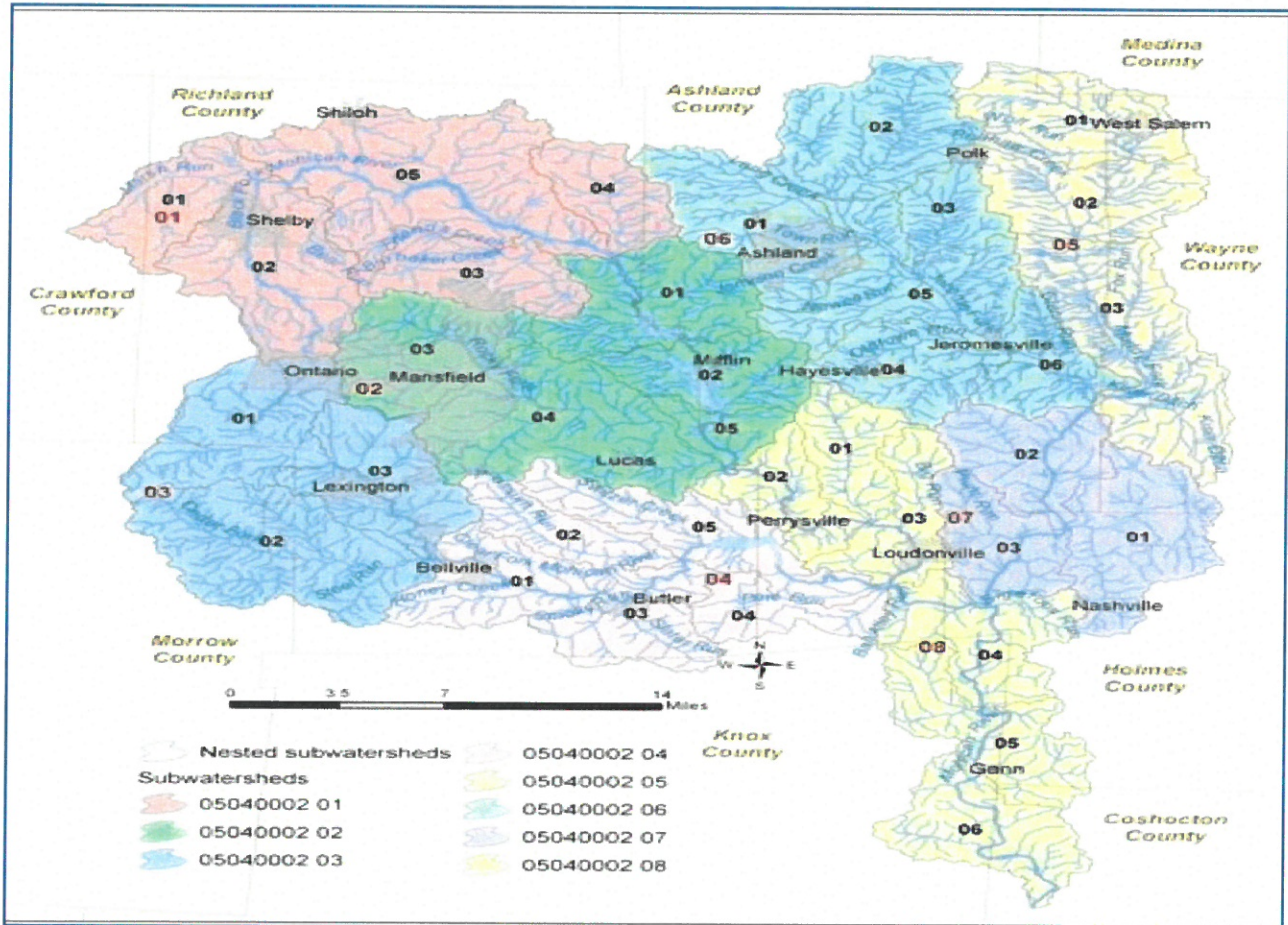 Medina
County
Richland
County
Ashland
County
Shiloh
02
01
West Salem
Polk
05
04
01
01
Shelby
01
06
Ashland
03
02
05
Wayne
County
02
03
Crawford
County
01
05
03
Jeromesville
03
Mansfield
Mifflin
02
Hayesville
04
06
Ontario
02
01
04
05
01
02
03
Lexington
Lucas
02
03
02
02
05
Perrysville
03
07
01
Loudonville
03
Bellville
01
04
Butler
03
04
Nashville
Morrow
County
08
04
Holmes
County
N
W
E
S
0
3.5
7
14
Miles
Knox
County
05
Gann
06
Coshocton
County
Nested subwatersheds
Subwatersheds
05040002 01
05040002 02
05040002 03
05040002 04
05040002 05
05040002 06
05040002 07
05040002 08